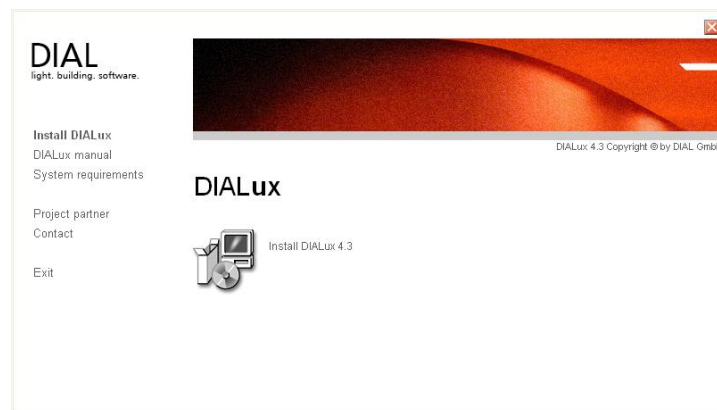 DIAL
light. building. software.
Install DIALux
DIALux manual
System requirements
Project partner
Contact
Exit
DIALux 4.3 Copyright © by DIAL Gmb
DIALux
Install DIALux 4.3